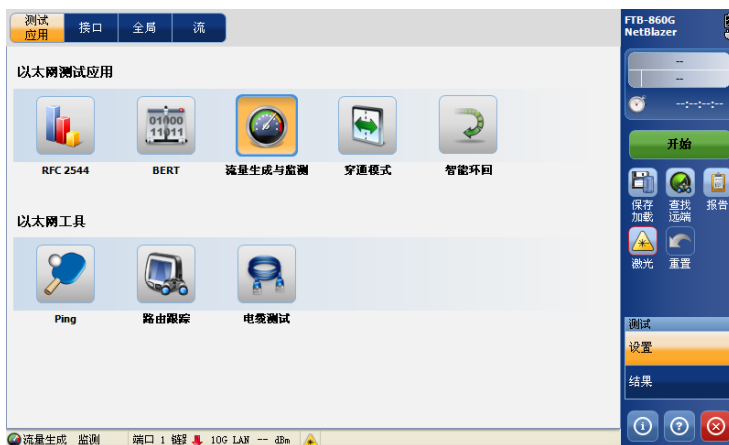 测试
应用
接口
全局
流
FTB-860G
NetBlazer
以太网测试应用
--
--
--:--:--
01000
11011
开始
RFC 2544
BERT
流量生成与监测
穿通模式
智能环回
保存
加载
查找
远端
报告
激光
重置
以太网工具
Ping
路由跟踪
电缆测试
测试
设置
结果
流量生成 监测
端口 1
10G LAN -- dBm